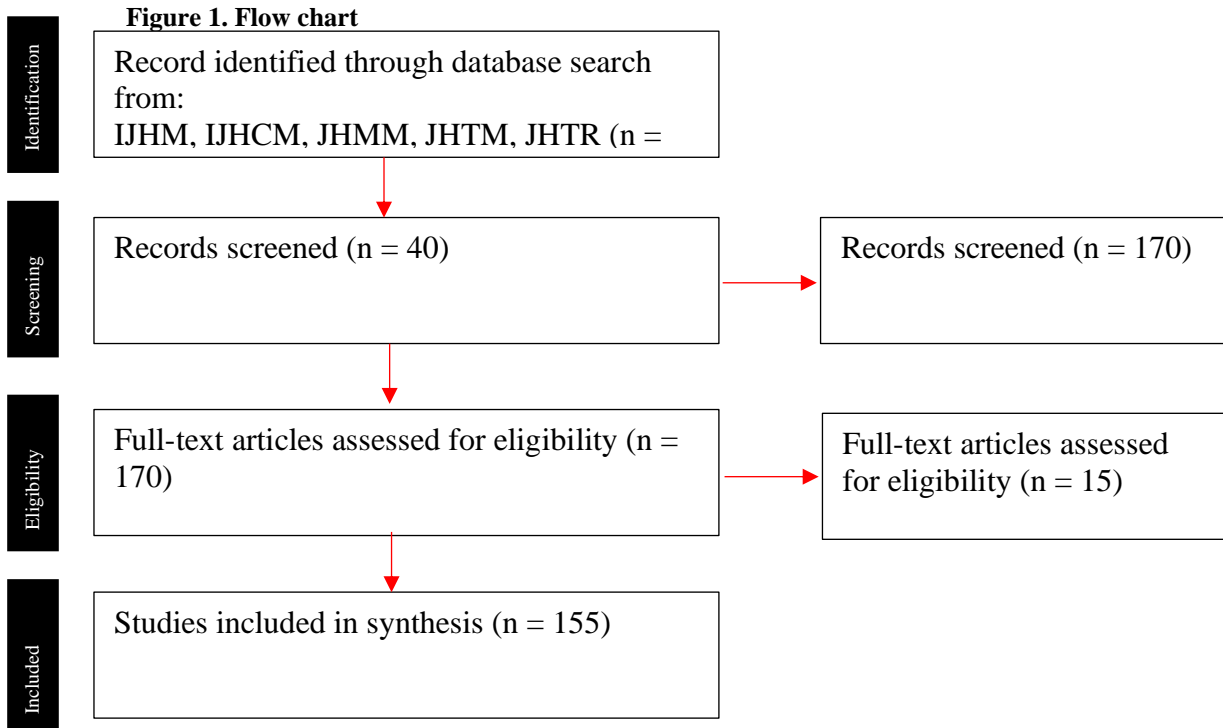 Figure 1. Flow chart
Identification
Record identified through database search
from:
IJHM, IJHCM, JHMM, JHTM, JHTR (n =
Screening
Records screened (n = 40)
Records screened (n = 170)
Eligibility
Full-text articles assessed for eligibility (n =
170)
Full-text articles assessed
for eligibility (n = 15)
Included
Studies included in synthesis (n = 155)